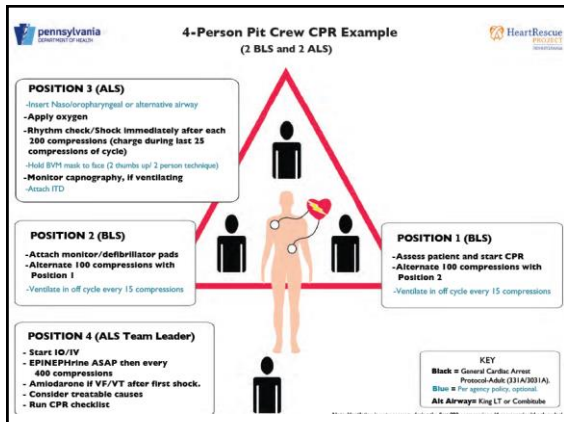 pennsylvania
DEPARTMENT OF HEALTH
4-Person Pit Crew CPR Example
(2 BLS and 2 ALS)
HeartRescue
PROJECT
POSITION 3 (ALS)
-Insert Naso/oropharyngeal or alternative airway
-Apply oxygen
-Rhythm check/Shock immediately after each
200 compressions (charge during last 25
compressions of cycle)
-Hold BVM mask to face (2 thumbs up/ 2 person technique)
-Monitor capnography, if ventilating
-Attach ITD
POSITION 2 (BLS)
-Attach monitor/defibrillator pads
-Alternate 100 compressions with
Position 1
-Ventilate in off cycle every 15 compressions
POSITION 1 (BLS)
-Assess patient and start CPR
-Alternate 100 compressions with
Position 2
-Ventilate in off cycle every 15 compressions
POSITION 4 (ALS Team Leader)
- Start IO/IV
- EPINEPHrine ASAP then every
400 compressions
- Amiodarone if VF/VT after first shock.
- Consider treatable causes
- Run CPR checklist
KEY
Black = General Cardiac Arrest
Protocol-Adult (331A/3031A).
Blue = Per agency policy, optional.
Alt Airway= King LT or Combitube